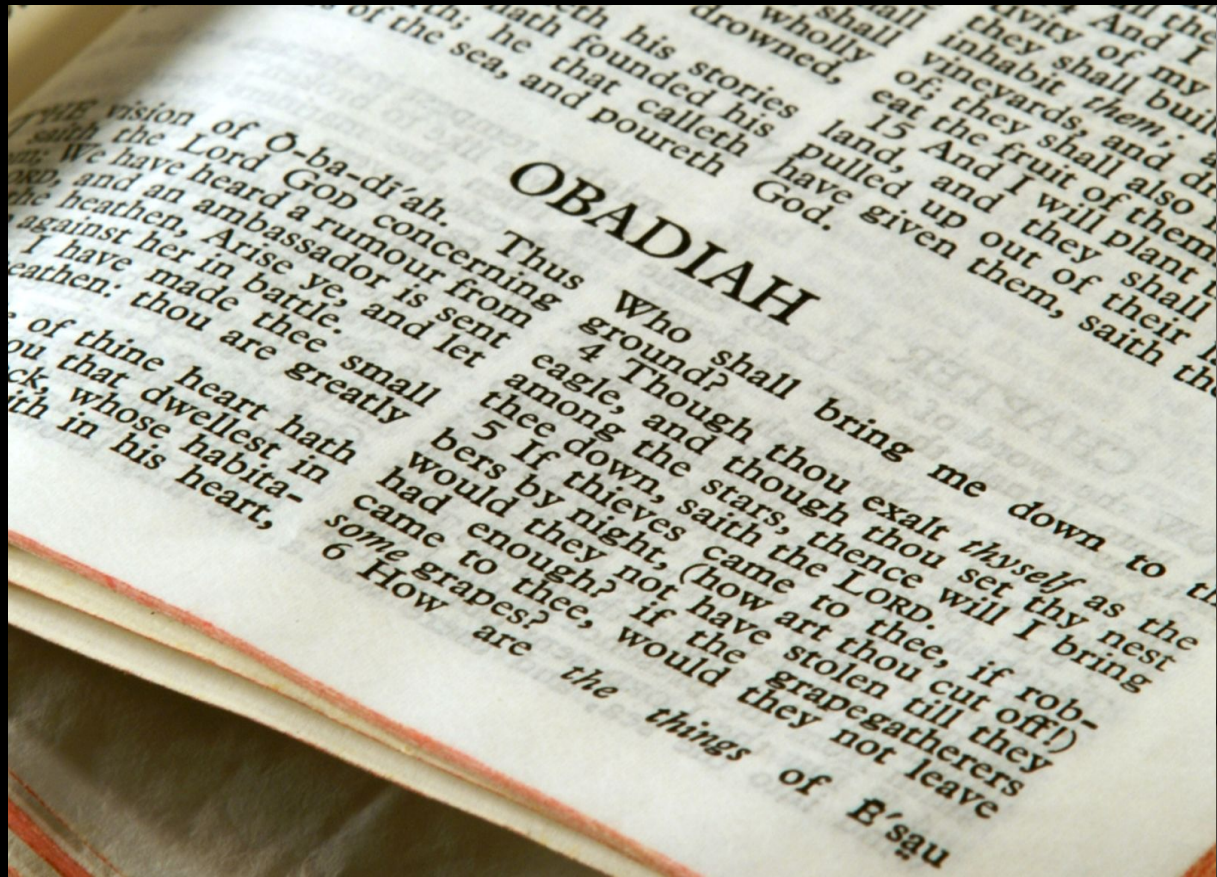 shall
wholly
drowned,
his stories
hath founded his
he that calleth
of the sea, and poureth
And I
of my
they shall
inhabit them;
vineyards, and
of; they shall also
eat the fruit of them
15 And I will plant
land, and they shall
pulled up out of their
have given them, saith
God.
OBADIAH
vision of Ō-ba-di′ah. Thus
saith the Lord GOD concerning
We have heard a rumour from
and an ambassador is sent
heathen, Arise ye, and let
against her in battle.
I have made thee small
thou are greatly
of thine heart hath
that dwellest in
whose habita-
in his heart,
Who shall bring me down to
ground?
4 Though thou exalt thyself as the
eagle, and though thou set thy nest
among the stars, thence will I bring
thee down, saith the LORD.
5 If thieves came to thee, if rob-
bers by night, (how art thou cut off!)
would they not have stolen till they
had enough? if the grapegatherers
came to thee, would they not leave
some grapes?
6 How are the things of Ē′sau